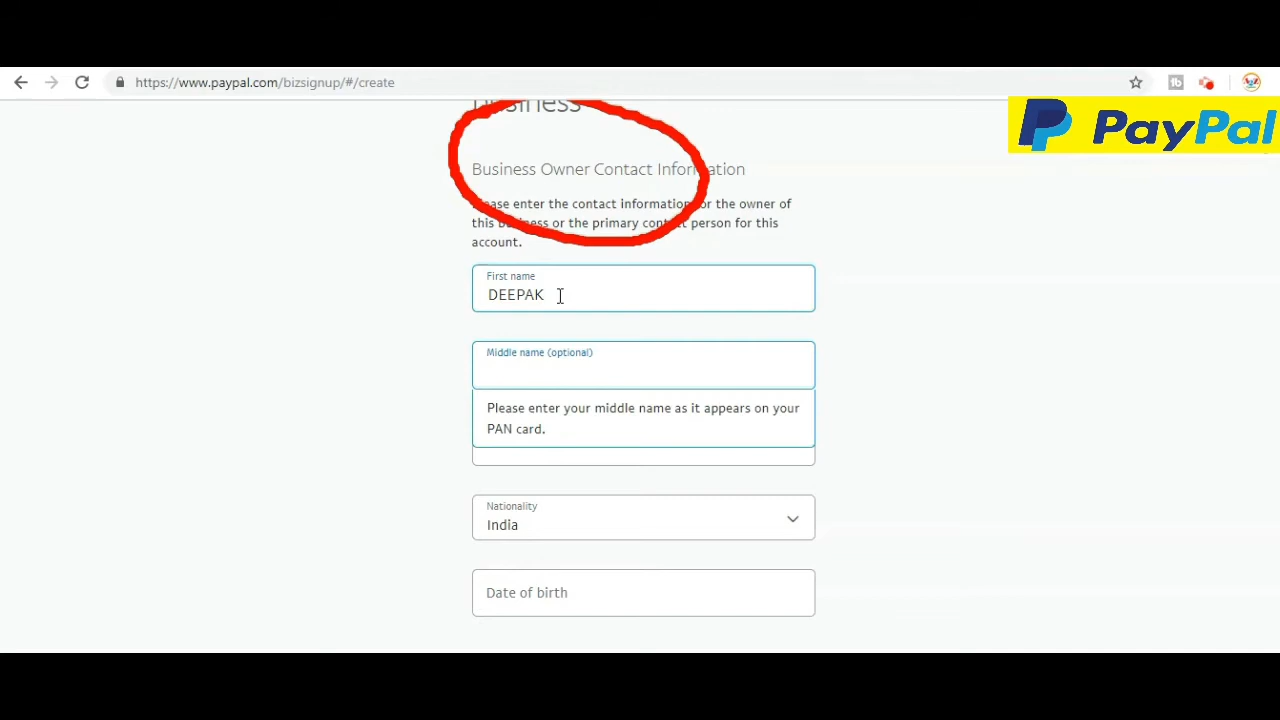 https://www.paypal.com/bizsignup/#/create
PayPal
Business
Business Owner Contact Information
Please enter the contact information for the owner of
this business or the primary contact person for this
account.
First name
DEEPAK
Middle name (optional)
Please enter your middle name as it appears on your
PAN card.
Nationality
India
Date of birth